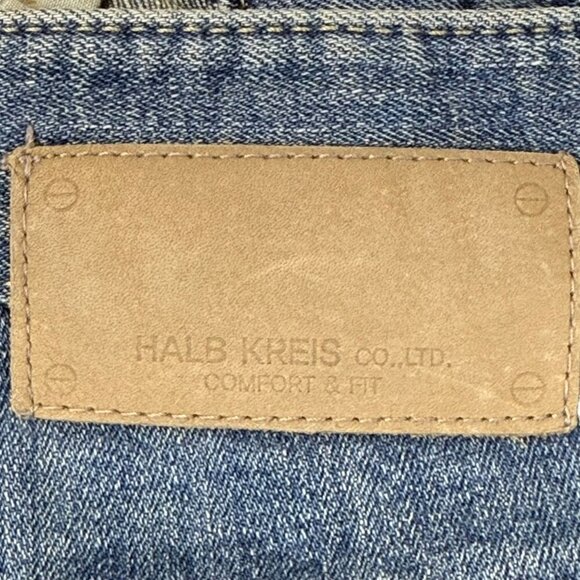 HALB KREIS CO.,LTD.
COMFORT & FIT